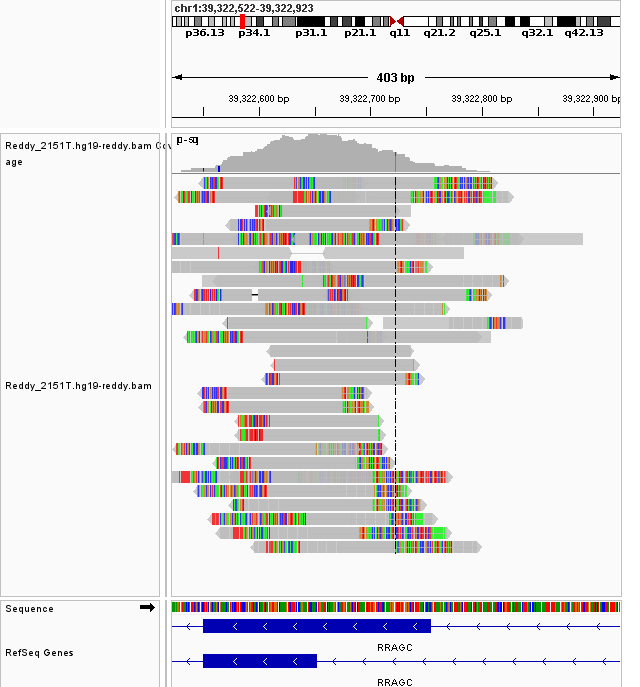 chr1:39,322,522-39,322,923
p36.13 p34.1 p31.1 p21.1 q11 q21.2 q25.1 q32.1 q42.13
403 bp
39,322,600 bp 39,322,700 bp 39,322,800 bp 39,322,900 bp
Reddy_2151T.hg19-reddy.bam Cov
age
Reddy_2151T.hg19-reddy.bam
Sequence
RRAGC
RefSeq Genes
RRAGC